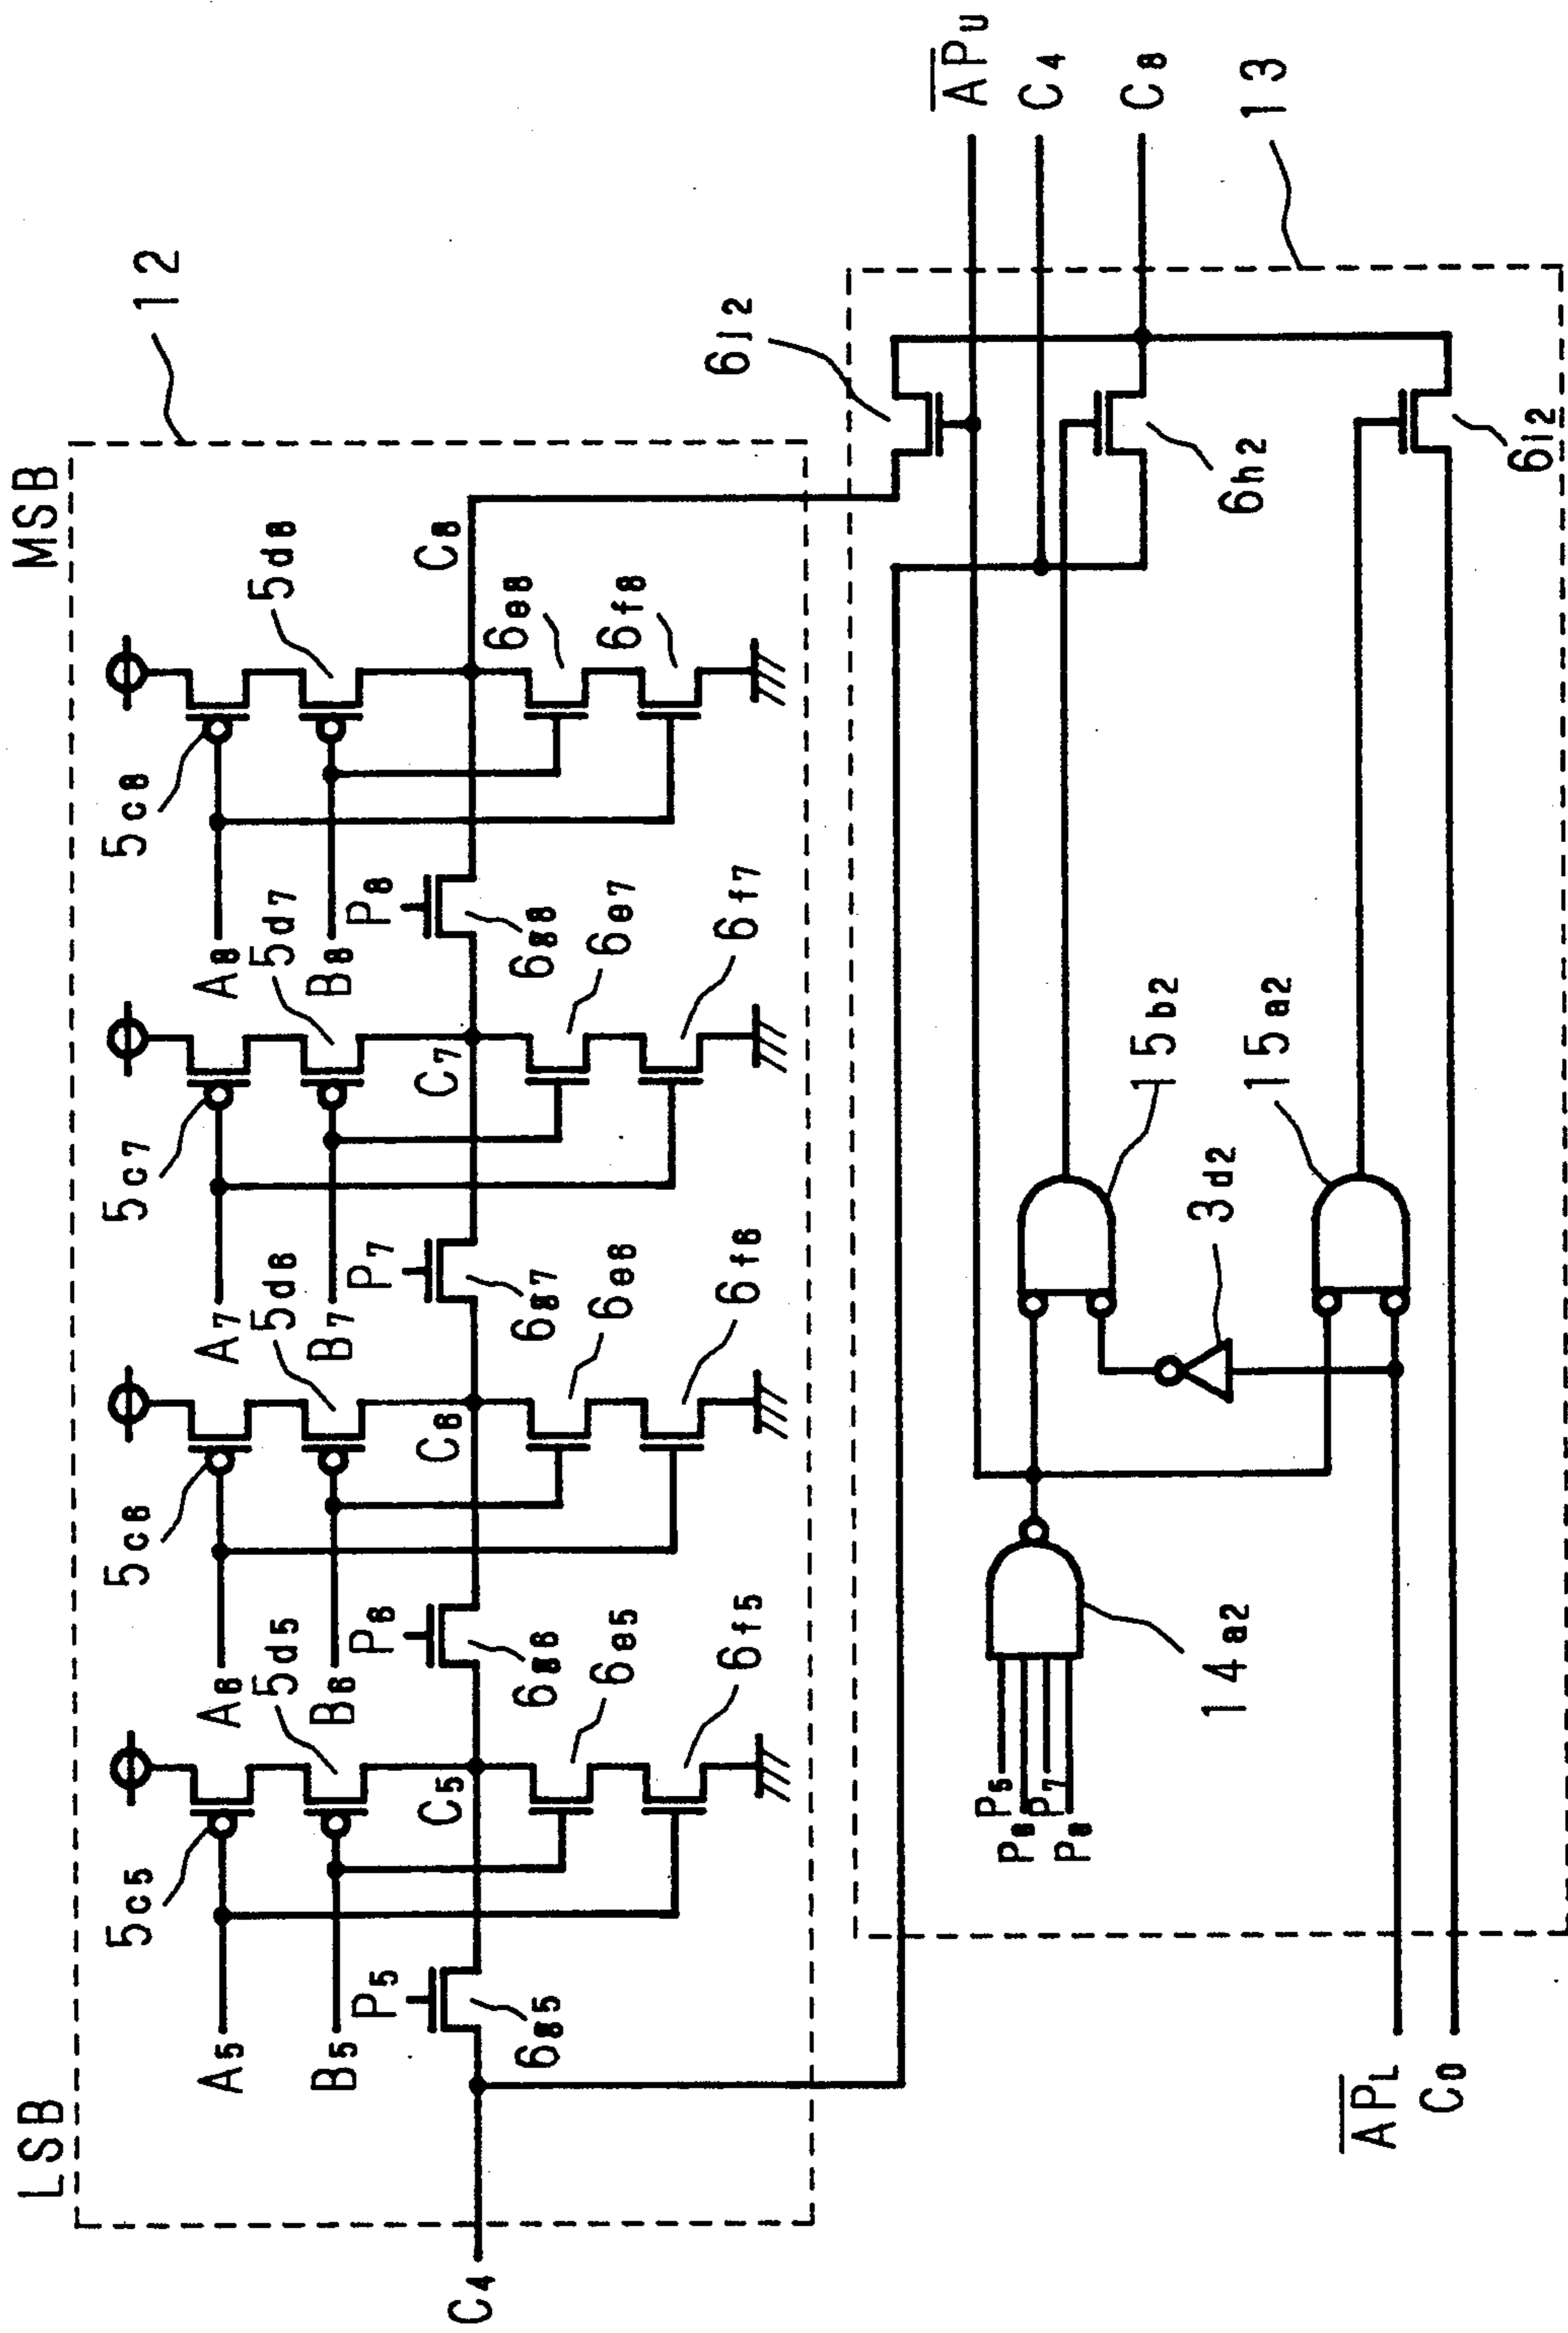 LSB
MSB
12
5c5
5c6
5c7
5c8
A5
5d5
A6
5d6
A7
5d7
A8
5d8
B5
B6
B7
B8
P5
P6
P7
P8
C4
C5
C6
C7
C8
6g5
6e5
6g6
6e6
6g7
6e7
6g8
6e8
6f5
6f6
6f7
6f8
6j2
APU
C4
C8
13
P5
P6
P7
P8
14a2
15b2
6h2
3d2
15a2
APL
C0
6i2